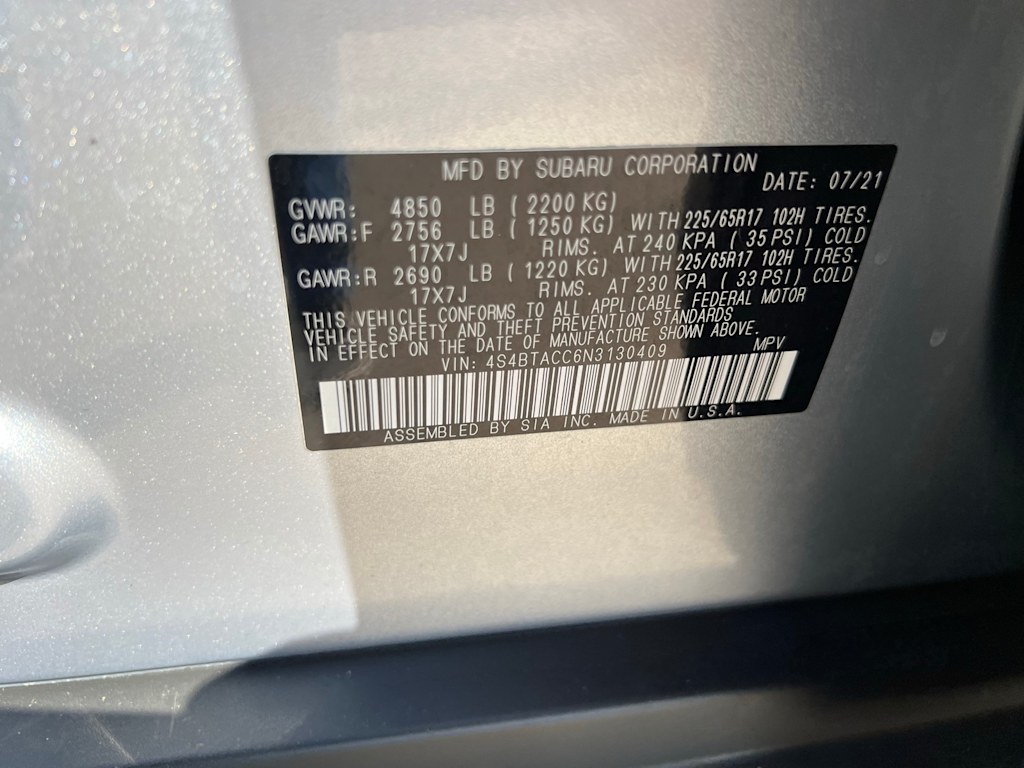 MFD BY SUBARU CORPORATION
DATE: 07/21
GVWR: 4850 LB ( 2200 KG)
GAWR:F 2756 LB ( 1250 KG) WITH 225/65R17 102H TIRES.
17X7J RIMS. AT 240 KPA ( 35 PSI) COLD
GAWR:R 2690 LB ( 1220 KG) WITH 225/65R17 102H TIRES.
17X7J RIMS. AT 230 KPA ( 33 PSI) COLD
THIS VEHICLE CONFORMS TO ALL APPLICABLE FEDERAL MOTOR
VEHICLE SAFETY AND THEFT PREVENTION STANDARDS
IN EFFECT ON THE DATE OF MANUFACTURE SHOWN ABOVE.
VIN: 4S4BTACC6N3130409 MPV
ASSEMBLED BY SIA INC. MADE IN U.S.A.